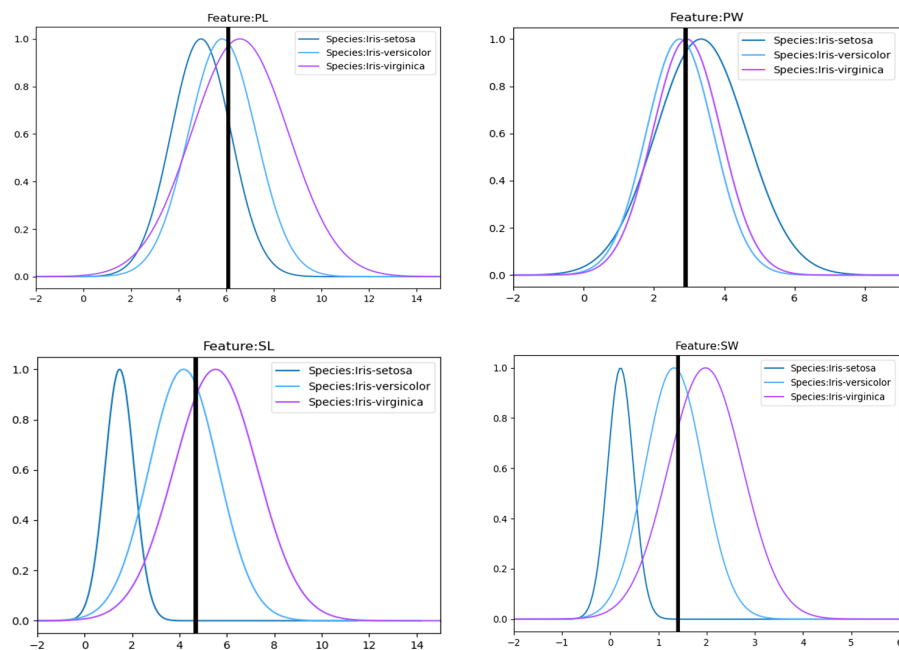 Feature:PL
1.0
0.8
0.6
0.4
0.2
0.0
-2 0 2 4 6 8 10 12 14
Species:Iris-setosa
Species:Iris-versicolor
Species:Iris-virginica
Feature:PW
1.0
0.8
0.6
0.4
0.2
0.0
-2 0 2 4 6 8
Species:Iris-setosa
Species:Iris-versicolor
Species:Iris-virginica
Feature:SL
1.0
0.8
0.6
0.4
0.2
0.0
-2 0 2 4 6 8 10 12 14
Species:Iris-setosa
Species:Iris-versicolor
Species:Iris-virginica
Feature:SW
1.0
0.8
0.6
0.4
0.2
0.0
-2 -1 0 1 2 3 4 5 6
Species:Iris-setosa
Species:Iris-versicolor
Species:Iris-virginica